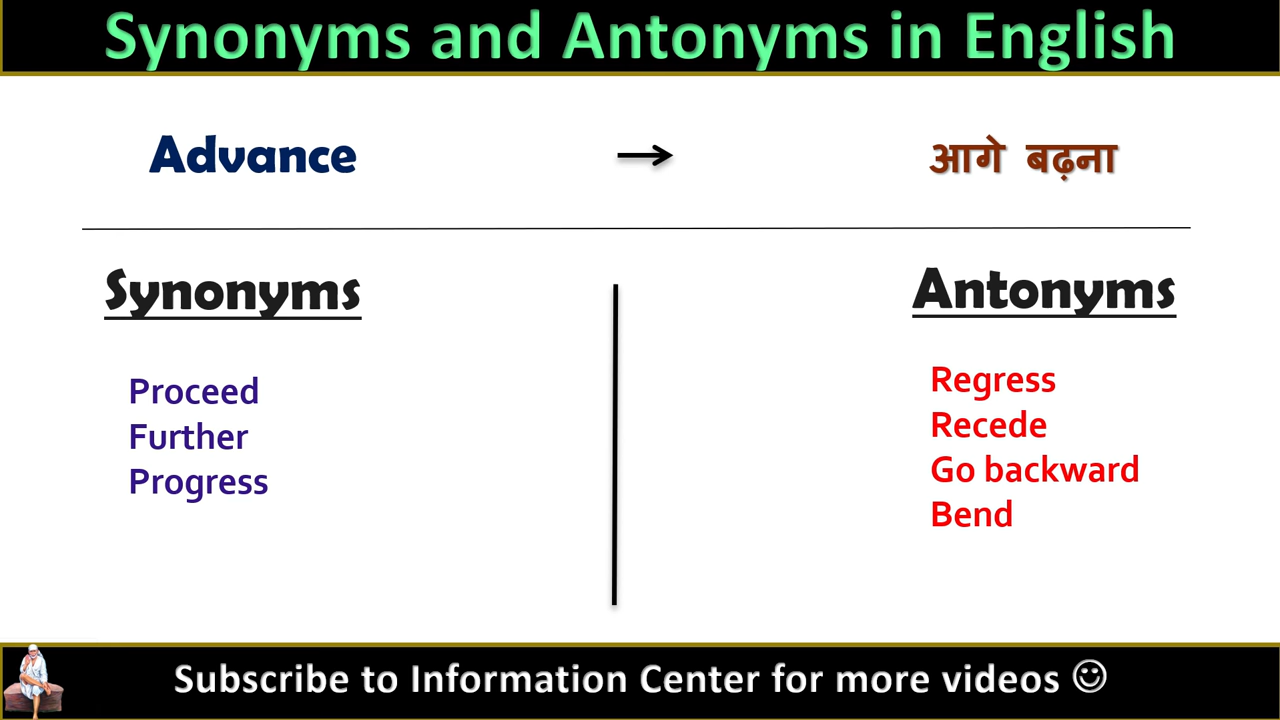 Synonyms and Antonyms in English
Advance → आगे बढ़ना
Synonyms
Proceed
Further
Progress
Antonyms
Regress
Recede
Go backward
Bend
Subscribe to Information Center for more videos ☺